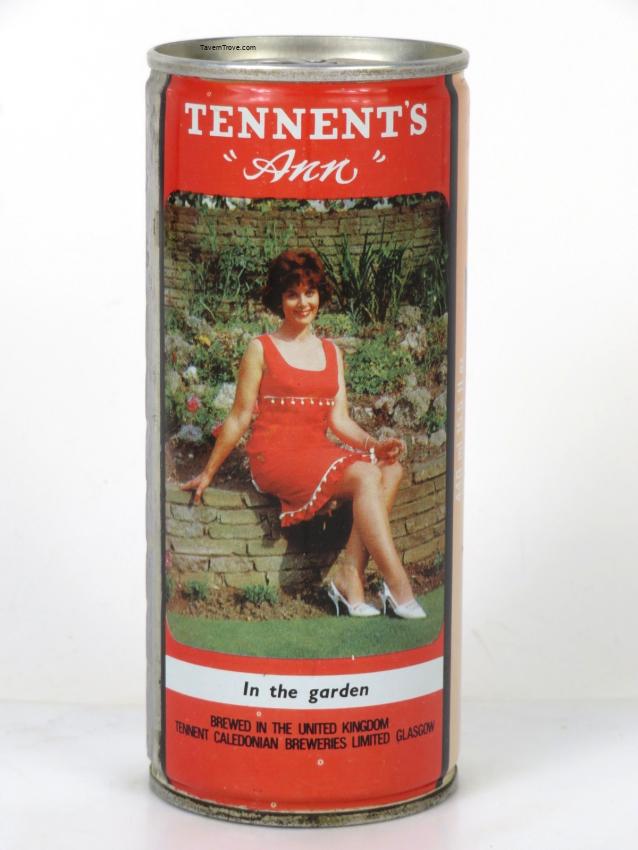 TavernTrove.com
TENNENT'S
"Ann"
In the garden
BREWED IN THE UNITED KINGDOM
TENNENT CALEDONIAN BREWERIES LIMITED GLASGOW